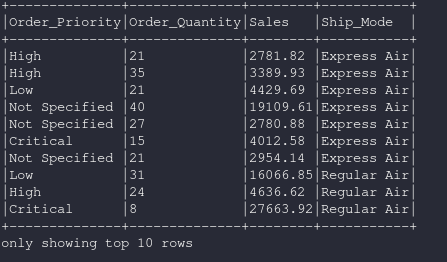 +--------------+--------------+--------+-----------+
|Order_Priority|Order_Quantity|Sales   |Ship_Mode  |
+--------------+--------------+--------+-----------+
|High          |21            |2781.82 |Express Air|
|High          |35            |3389.93 |Express Air|
|Low           |21            |4429.69 |Express Air|
|Not Specified |40            |19109.61|Express Air|
|Not Specified |27            |2780.88 |Express Air|
|Critical      |15            |4012.58 |Express Air|
|Not Specified |21            |2954.14 |Express Air|
|Low           |31            |16066.85|Regular Air|
|High          |24            |4636.62 |Regular Air|
|Critical      |8             |27663.92|Regular Air|
+--------------+--------------+--------+-----------+
only showing top 10 rows